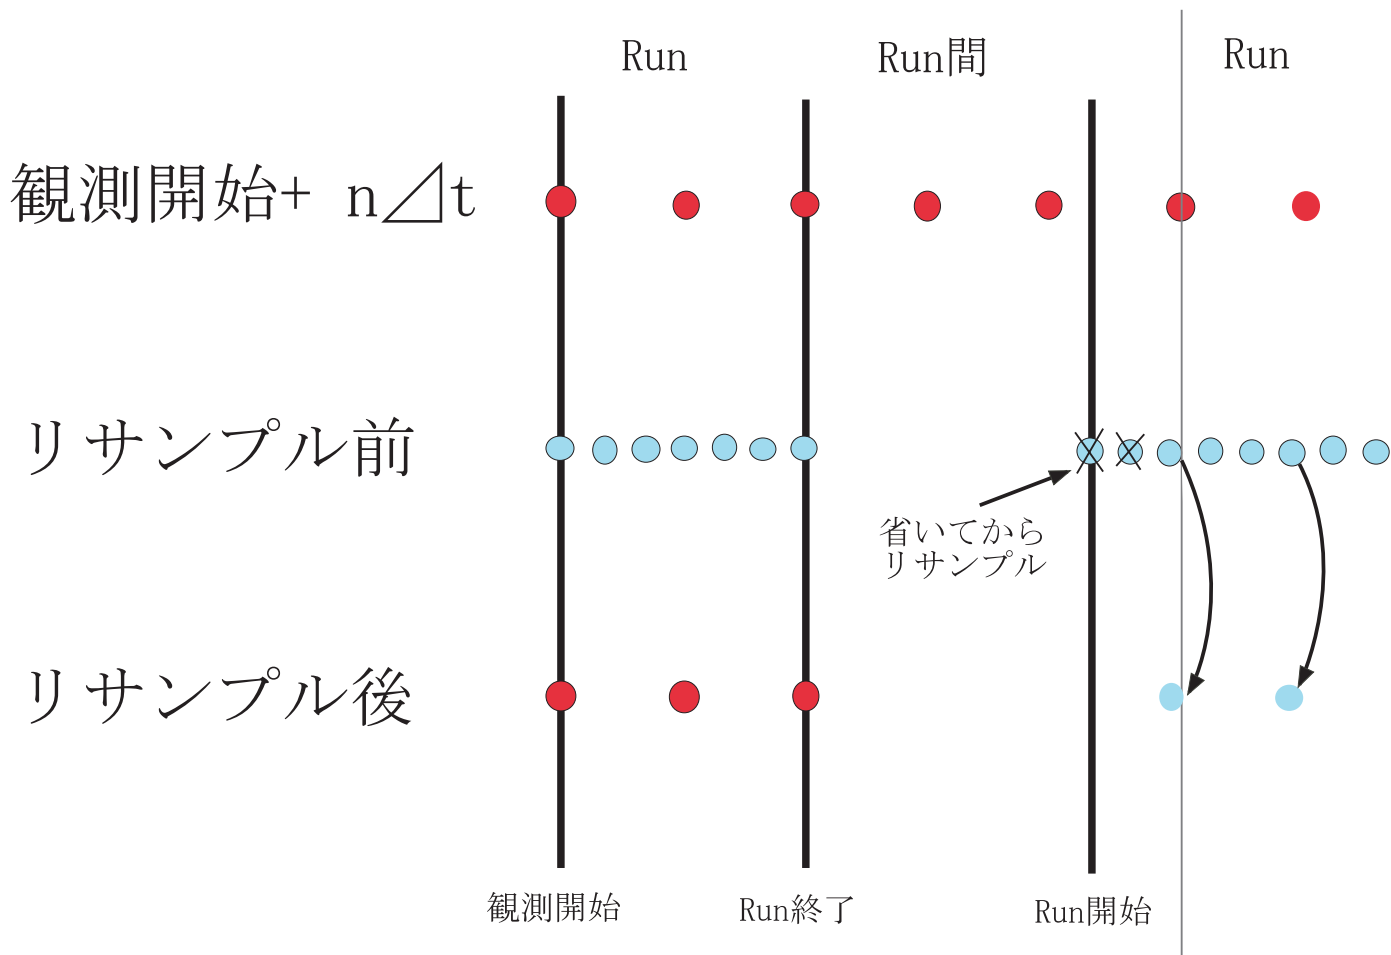 Run
Run間
Run
観測開始+ n⊿t
リサンプル前
省いてから
リサンプル
リサンプル後
観測開始
Run終了
Run開始